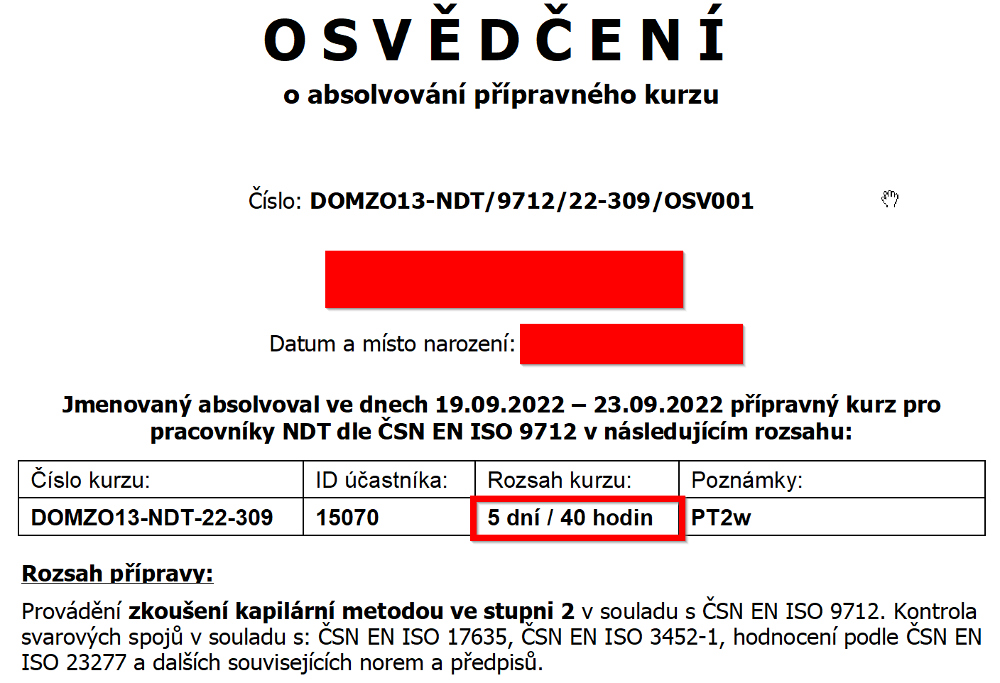 OSVĚDČENÍ
o absolvování přípravného kurzu
Číslo: DOMZO13-NDT/9712/22-309/OSV001
Datum a místo narození:
Jmenovaný absolvoval ve dnech 19.09.2022 – 23.09.2022 přípravný kurz pro
pracovníky NDT dle ČSN EN ISO 9712 v následujícím rozsahu:
Číslo kurzu: ID účastníka: Rozsah kurzu: Poznámky:
DOMZO13-NDT-22-309 15070 5 dní / 40 hodin PT2w
Rozsah přípravy:
Provádění zkoušení kapilární metodou ve stupni 2 v souladu s ČSN EN ISO 9712. Kontrola
svarových spojů v souladu s: ČSN EN ISO 17635, ČSN EN ISO 3452-1, hodnocení podle ČSN EN
ISO 23277 a dalších souvisejících norem a předpisů.